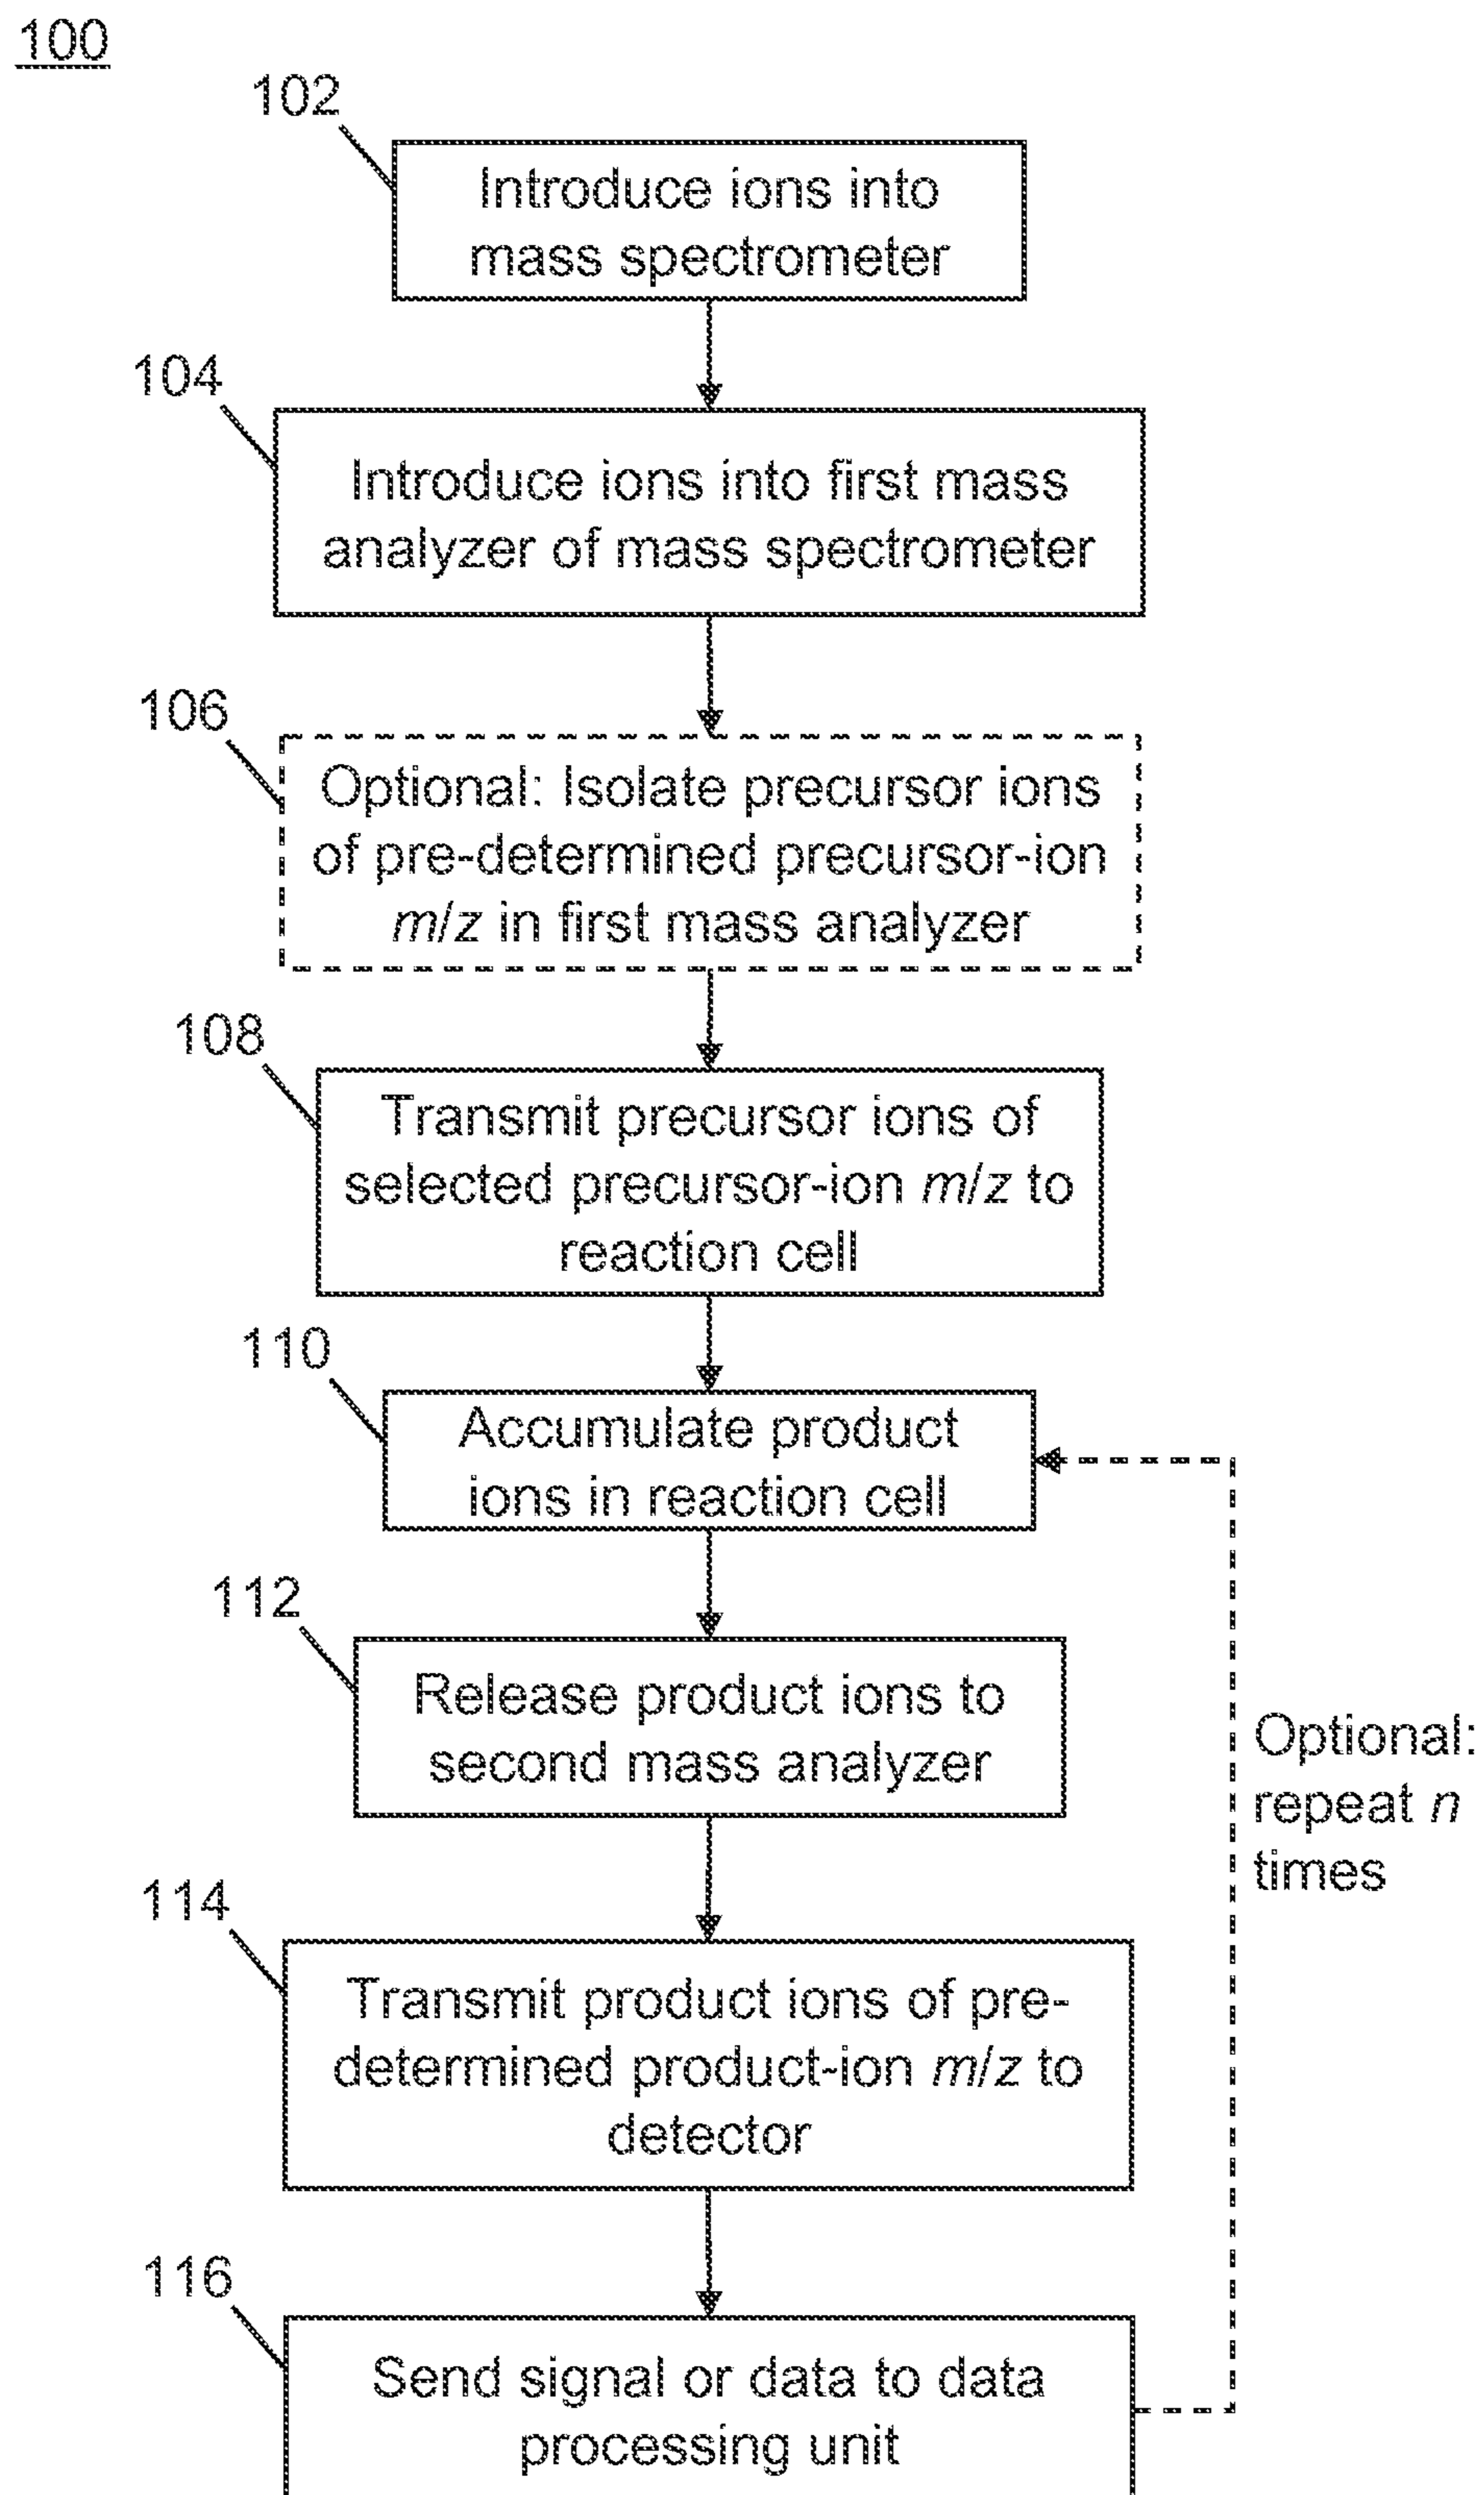 100
102
Introduce ions into
mass spectrometer
104
Introduce ions into first mass
analyzer of mass spectrometer
106
Optional: Isolate precursor ions
of pre-determined precursor-ion
m/z in first mass analyzer
108
Transmit precursor ions of
selected precursor-ion m/z to
reaction cell
110
Accumulate product
ions in reaction cell
112
Release product ions to
second mass analyzer
Optional:
repeat n
times
114
Transmit product ions of pre-
determined product-ion m/z to
detector
116
Send signal or data to data
processing unit